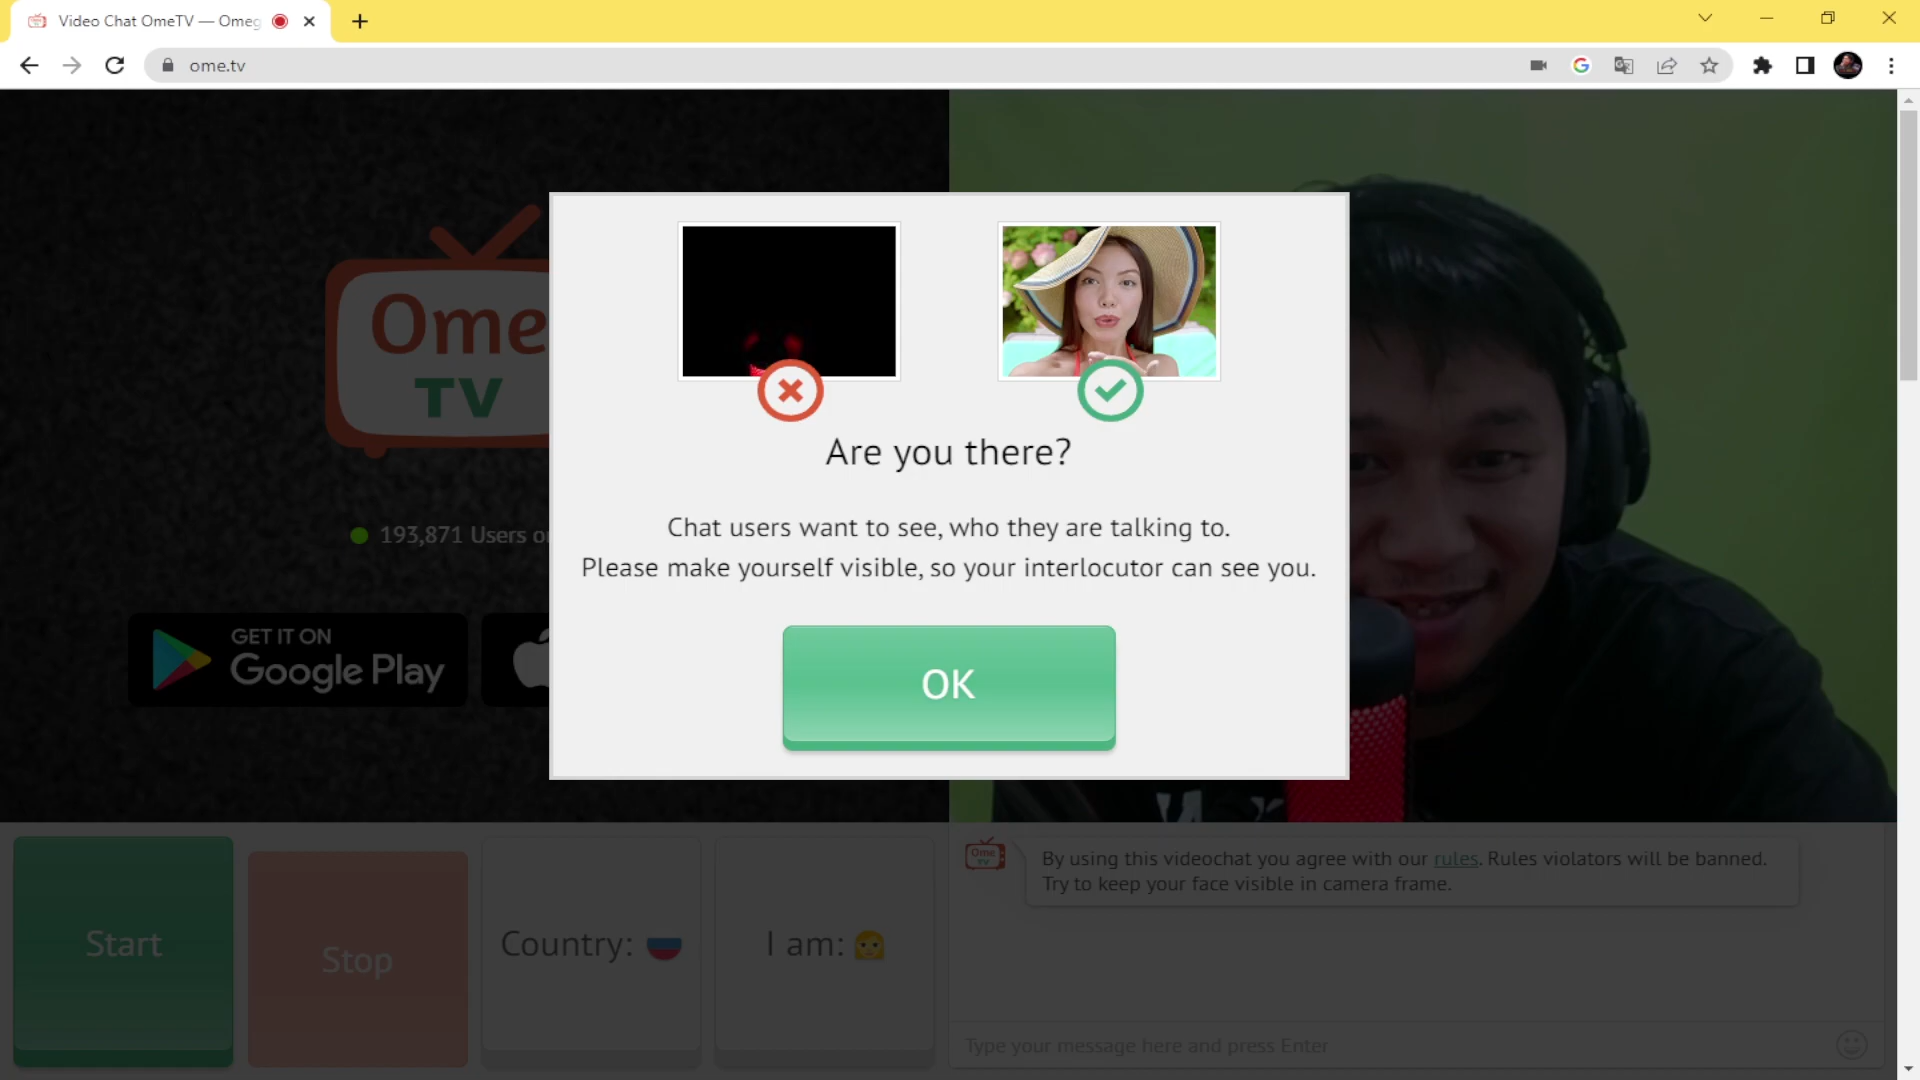 Video Chat OmeTV — Omeg
ome.tv
Ome
TV
193,871 Users o
GET IT ON
Google Play
Are you there?
Chat users want to see, who they are talking to.
Please make yourself visible, so your interlocutor can see you.
OK
Start
Stop
Country:
I am:
Ome
TV
By using this videochat you agree with our rules. Rules violators will be banned.
Try to keep your face visible in camera frame.
Type your message here and press Enter